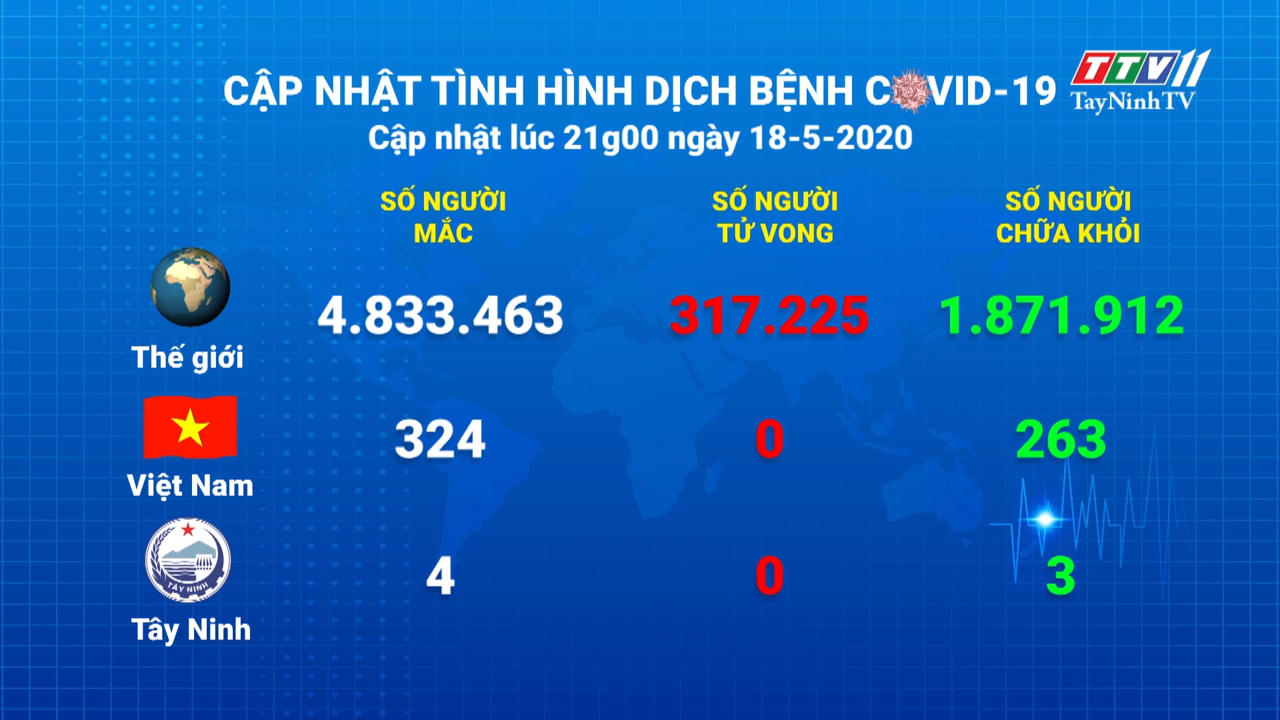 CẬP NHẬT TÌNH HÌNH DỊCH BỆNH COVID-19
TTV11
TayNinhTV
Cập nhật lúc 21g00 ngày 18-5-2020
SỐ NGƯỜI MẮC
SỐ NGƯỜI TỬ VONG
SỐ NGƯỜI CHỮA KHỎI
4.833.463 317.225 1.871.912
Thế giới
324 0 263
Việt Nam
TÂY NINH
4 0 3
Tây Ninh